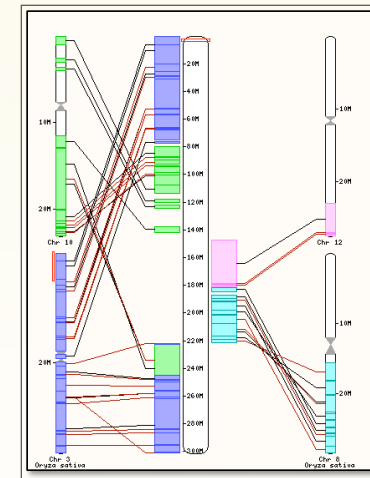 10M
20M
Chr 10
20M
Chr 3
Oryza sativa
20M
40M
60M
80M
100M
120M
140M
160M
180M
200M
220M
240M
260M
280M
300M
10M
20M
Chr 12
10M
20M
Chr 8
Oryza sativa